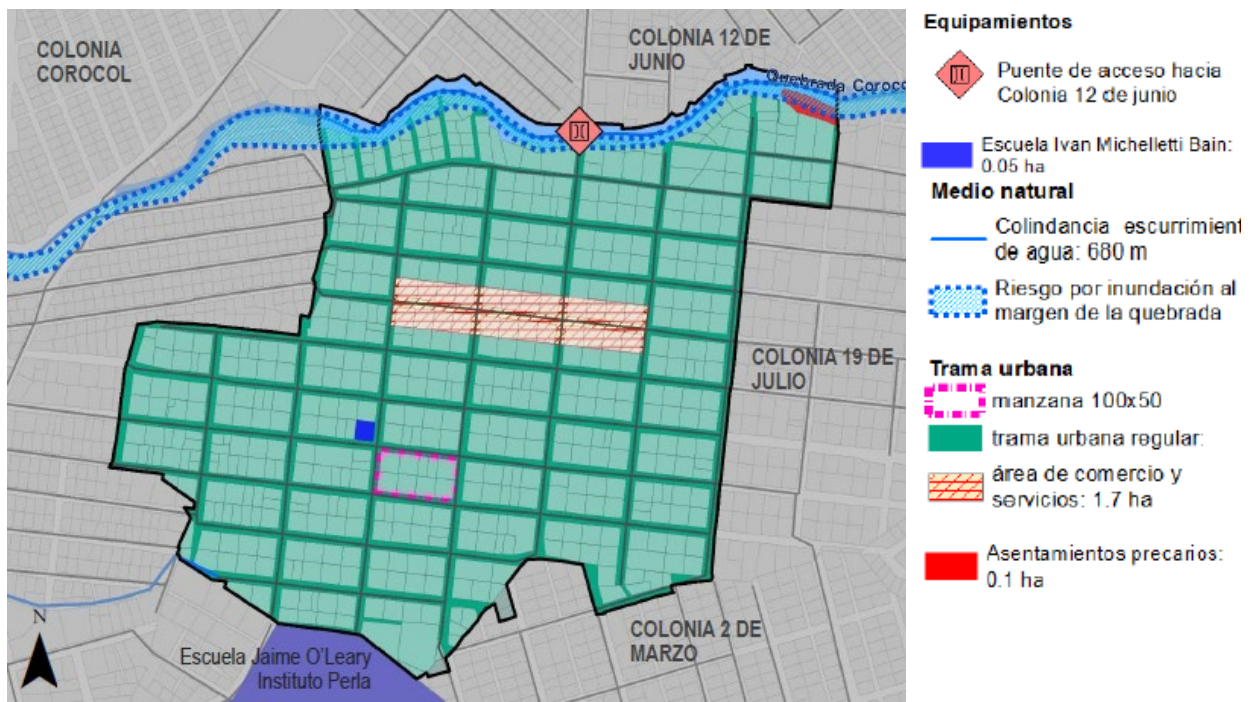 COLONIA
COROCOL
COLONIA 12 DE
JUNIO
Quebrada Coroco
COLONIA 19 DE
JULIO
COLONIA 2 DE
MARZO
Escuela Jaime O'Leary
Instituto Perla
N
Equipamientos
Puente de acceso hacia
Colonia 12 de junio
Escuela Ivan Michelletti Bain:
0.05 ha
Medio natural
Colindancia escurrimient
de agua: 680 m
Riesgo por inundación al
margen de la quebrada
Trama urbana
manzana 100x50
trama urbana regular:
área de comercio y
servicios: 1.7 ha
Asentamientos precarios:
0.1 ha